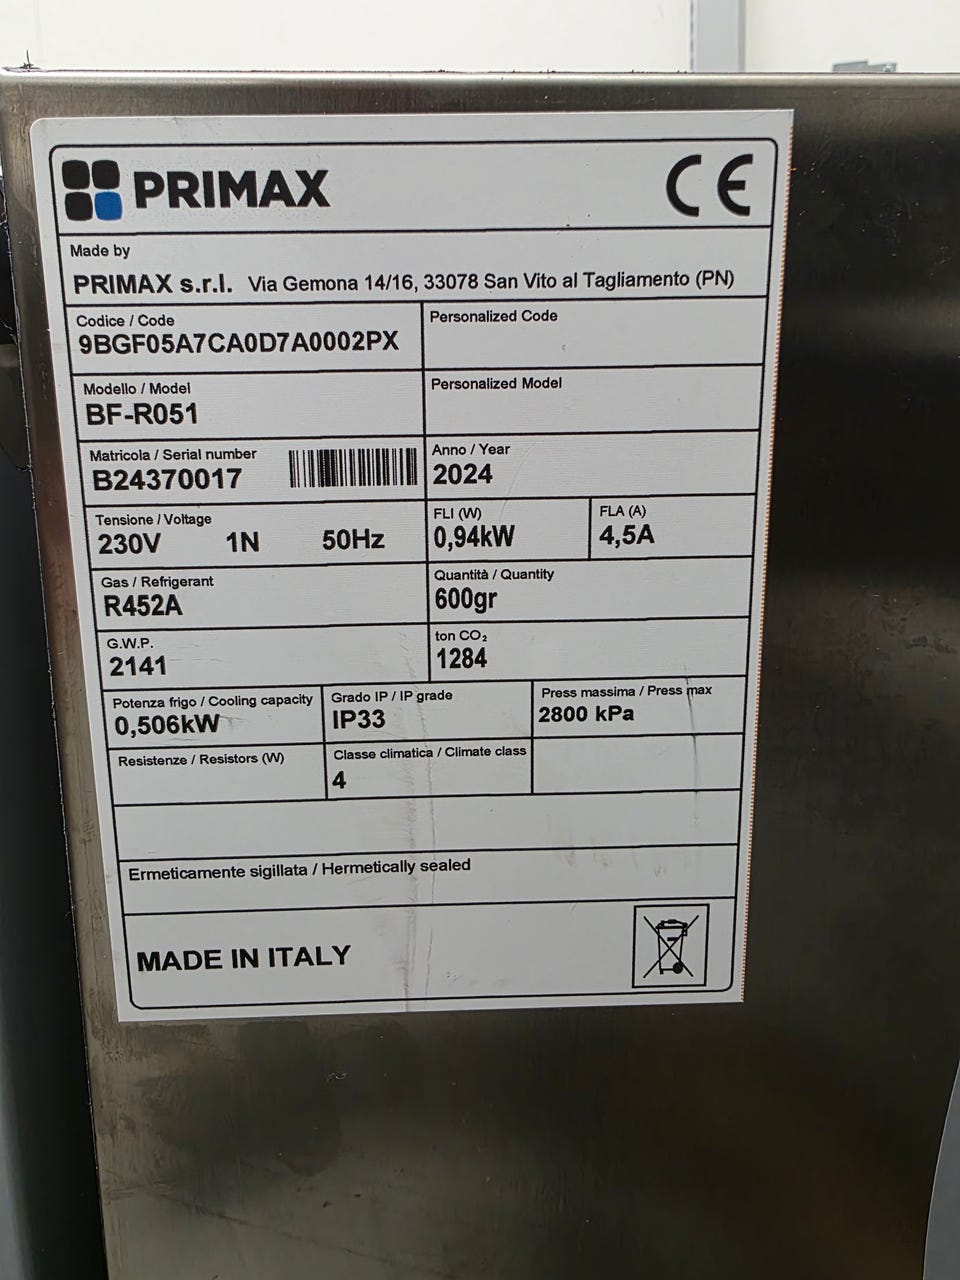 PRIMAX CE
Made by
PRIMAX s.r.l. Via Gemona 14/16, 33078 San Vito al Tagliamento (PN)
Codice / Code
9BGF05A7CA0D7A0002PX
Personalized Code
Modello / Model
BF-R051
Personalized Model
Matricola / Serial number
B24370017
Anno / Year
2024
Tensione / Voltage
230V 1N 50Hz
FLI (W)
0,94kW
FLA (A)
4,5A
Gas / Refrigerant
R452A
Quantità / Quantity
600gr
G.W.P.
2141
ton CO₂
1284
Potenza frigo / Cooling capacity
0,506kW
Grado IP / IP grade
IP33
Press massima / Press max
2800 kPa
Resistenze / Resistors (W)
Classe climatica / Climate class
4
Ermeticamente sigillata / Hermetically sealed
MADE IN ITALY